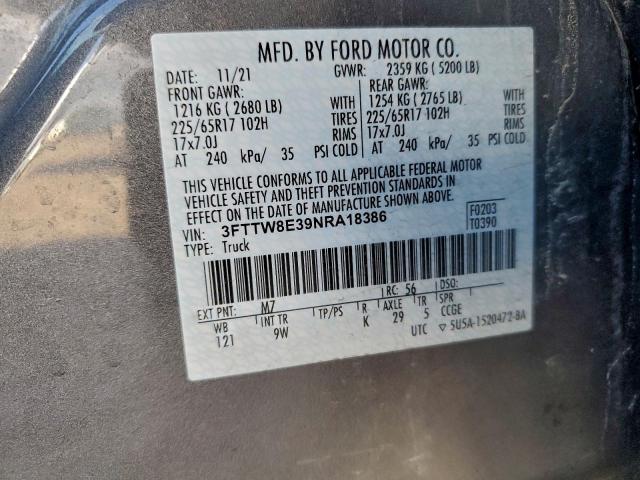 MFD. BY FORD MOTOR CO.
DATE: 11/21 GVWR: 2359 KG ( 5200 LB)
FRONT GAWR: REAR GAWR:
1216 KG ( 2680 LB) WITH 1254 KG ( 2765 LB) WITH
225/65R17 102H TIRES 225/65R17 102H TIRES
17x7.0J RIMS 17x7.0J RIMS
AT 240 kPa/ 35 PSI COLD AT 240 kPa/ 35 PSI COLD
THIS VEHICLE CONFORMS TO ALL APPLICABLE FEDERAL MOTOR
VEHICLE SAFETY AND THEFT PREVENTION STANDARDS IN
EFFECT ON THE DATE OF MANUFACTURE SHOWN ABOVE.
VIN: 3FTTW8E39NRA18386 F0203
TYPE: Truck T0390
EXT PNT: M7 RC: 56 DSO:
WB INT TR TP/PS R AXLE TR SPR
121 9W K 29 5 CCGE
UTC ▽ 5U5A-1520472-BA